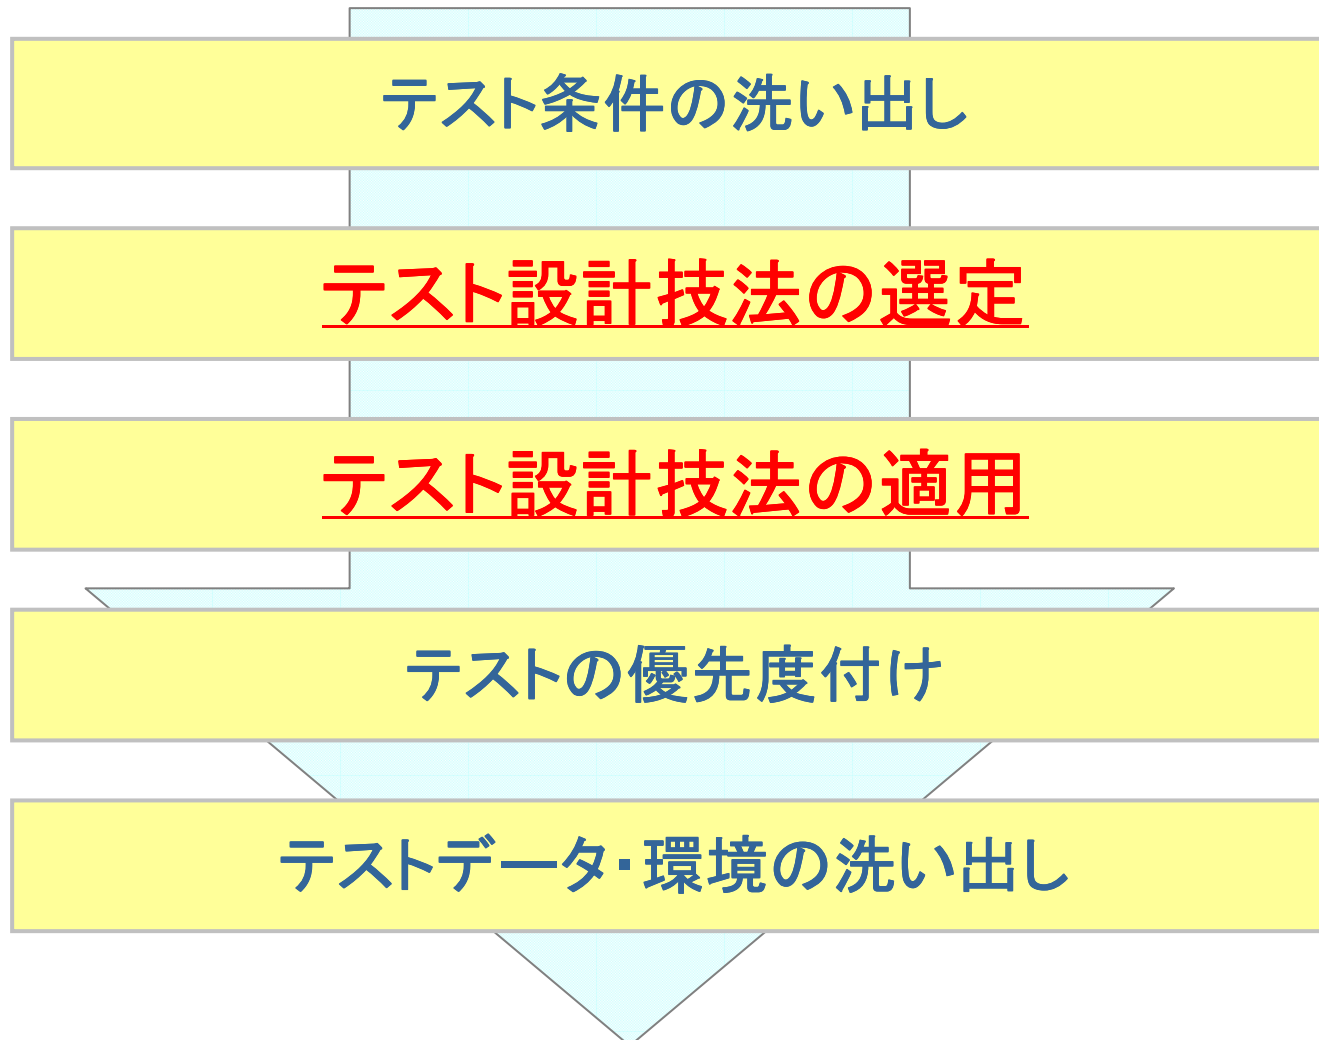 テスト条件の洗い出し
テスト設計技法の選定
テスト設計技法の適用
テストの優先度付け
テストデータ・環境の洗い出し